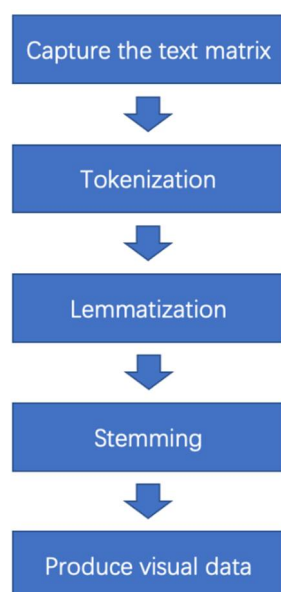 Capture the text matrix
Tokenization
Lemmatization
Stemming
Produce visual data